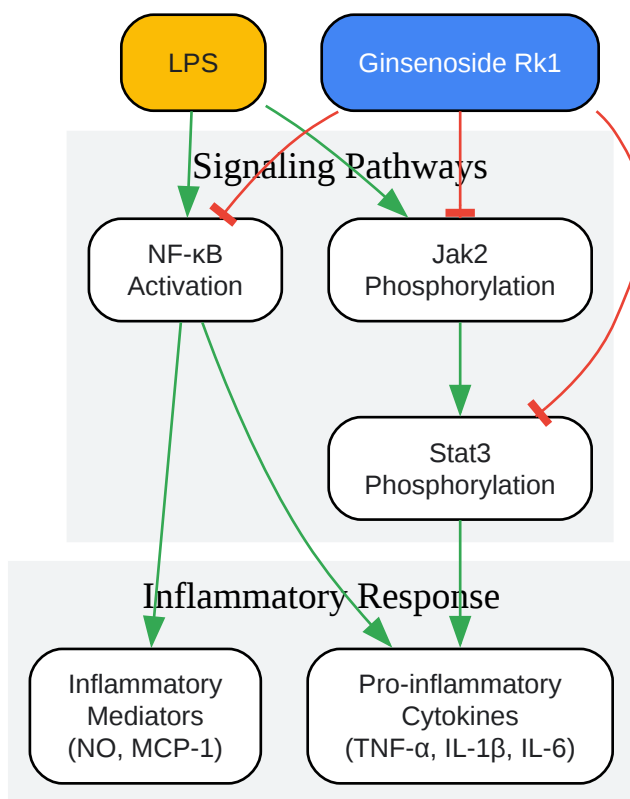 LPS
Ginsenoside Rk1
Signaling Pathways
NF-κB
Activation
Jak2
Phosphorylation
Stat3
Phosphorylation
Inflammatory Response
Inflammatory
Mediators
(NO, MCP-1)
Pro-inflammatory
Cytokines
(TNF-α, IL-1β, IL-6)